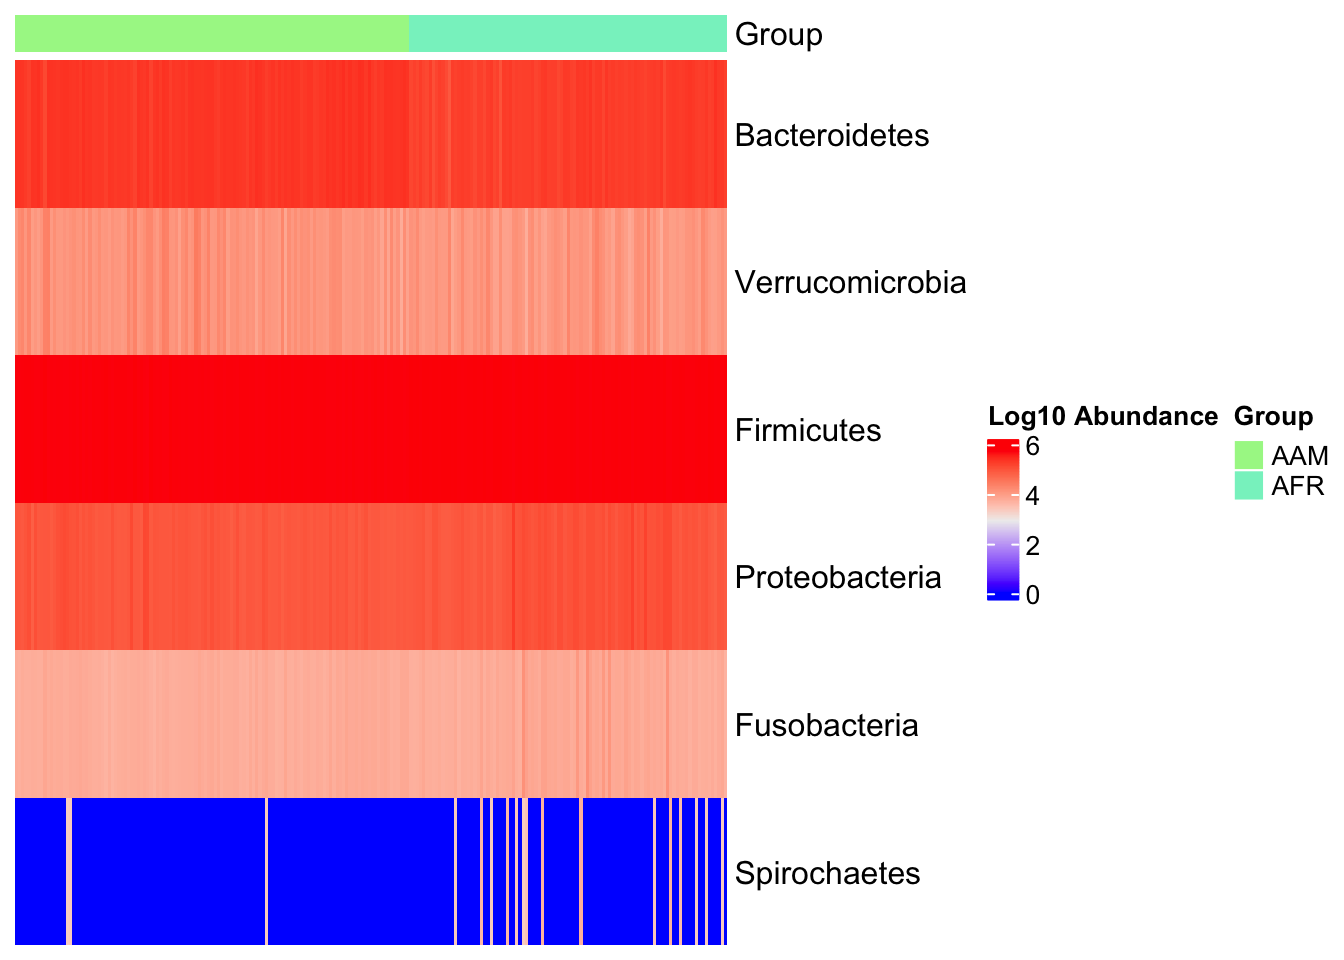 Group
Bacteroidetes
Verrucomicrobia
Firmicutes
Proteobacteria
Fusobacteria
Spirochaetes
Log10 Abundance
6
4
2
0
Group
AAM
AFR